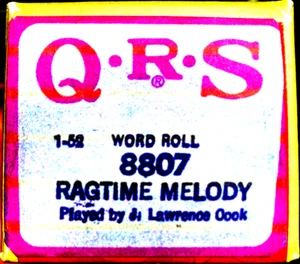 Q·R·S
®
1-52 WORD ROLL
8807
RAGTIME MELODY
Played by J. Lawrence Cook